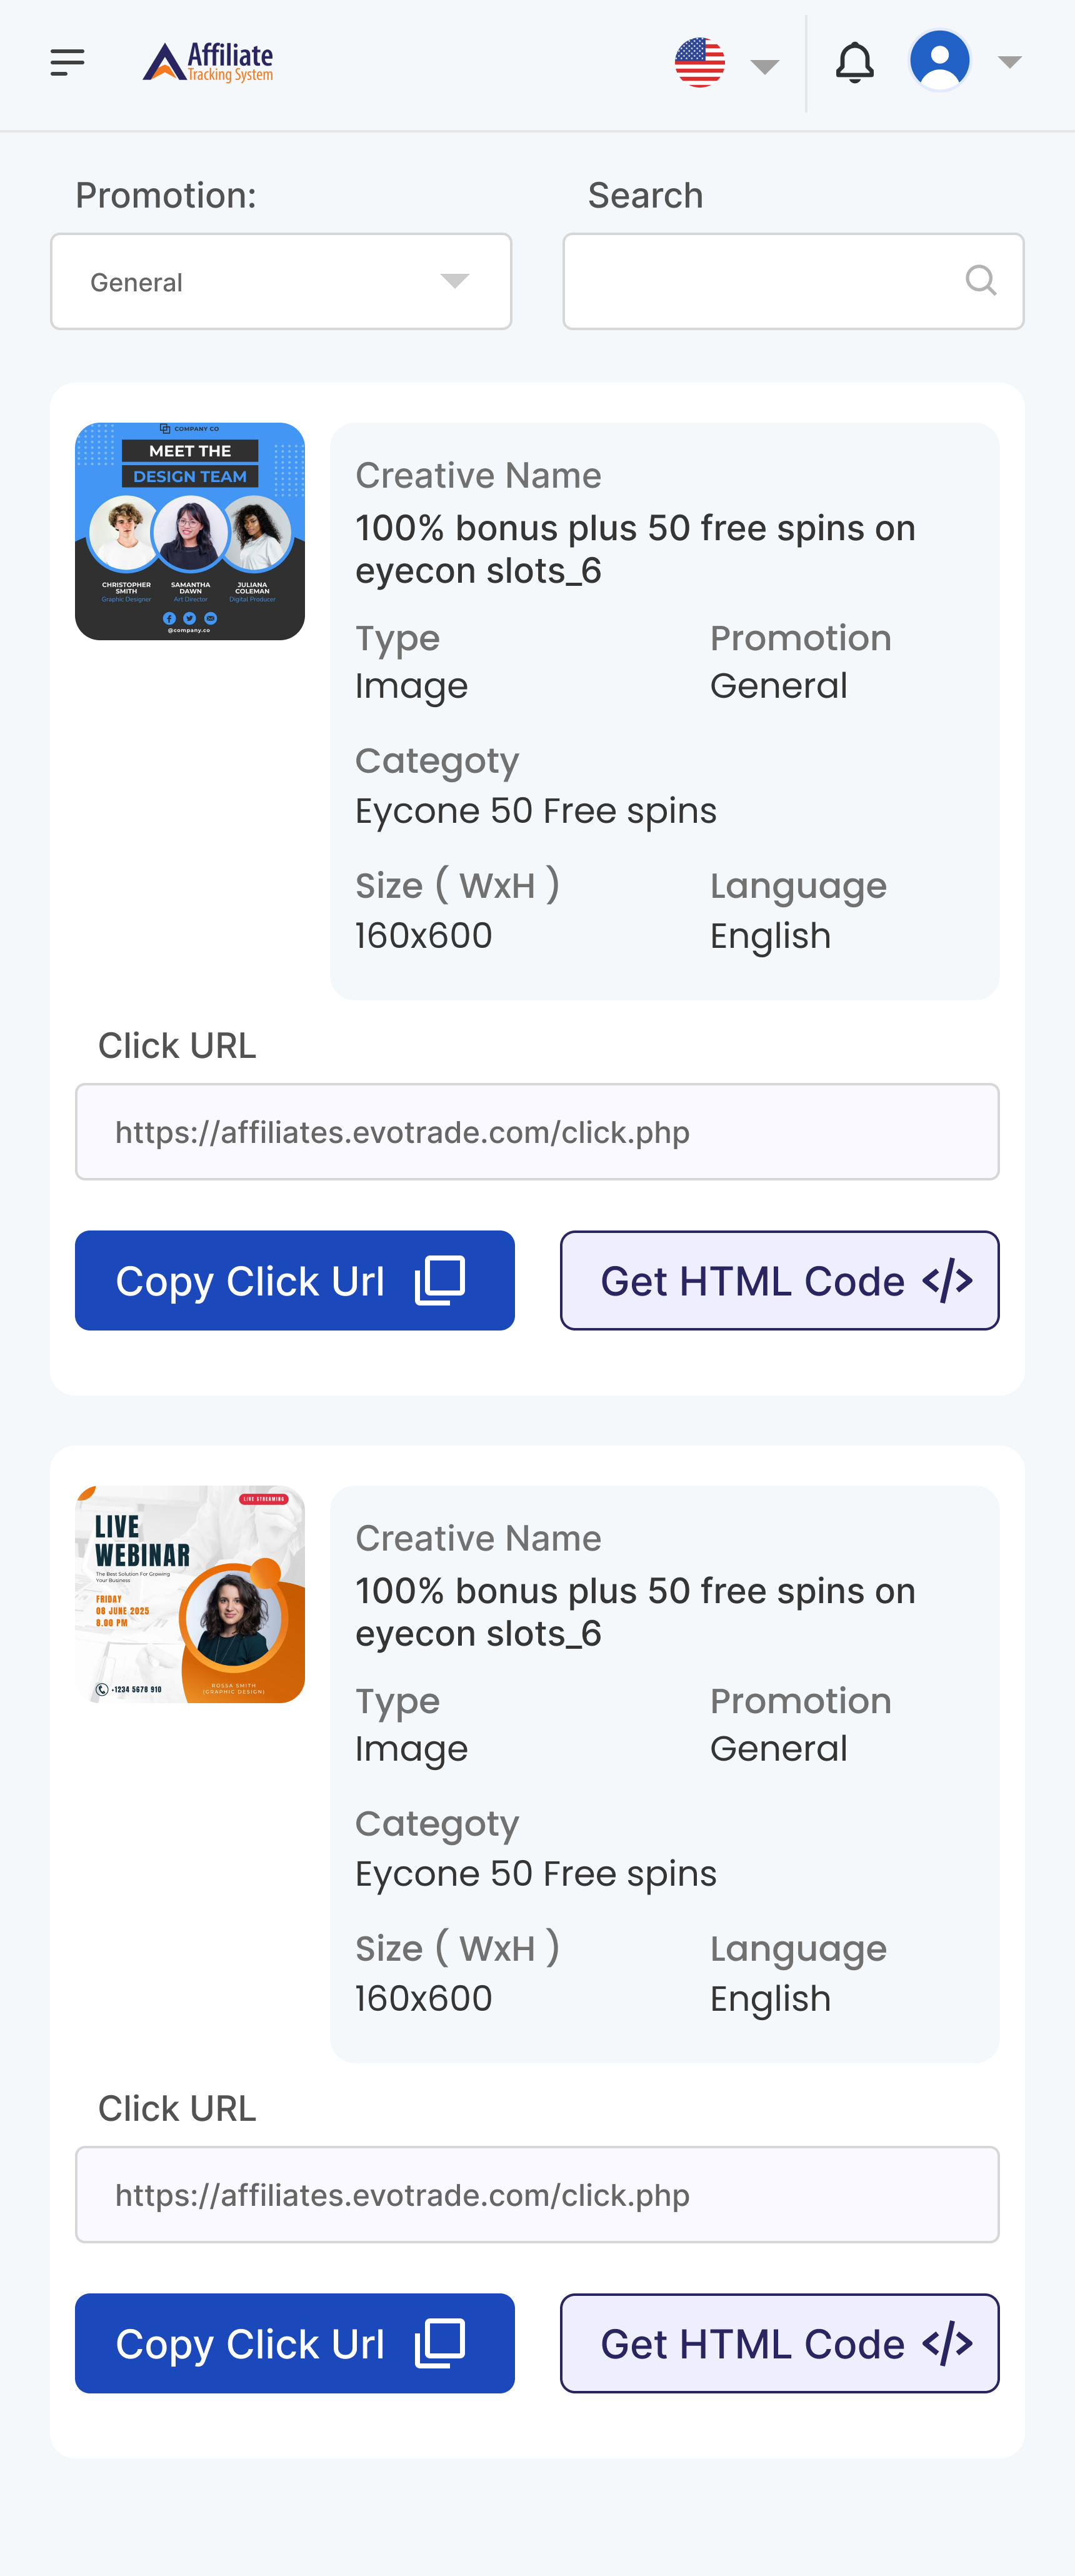 Affiliate
Tracking System
Promotion:
Search
General
COMPANY CO
MEET THE
DESIGN TEAM
CHRISTOPHER SMITH
Graphic Designer
SAMANTHA DAWN
Art Director
JULIANA COLEMAN
Digital Producer
@company.co
Creative Name
100% bonus plus 50 free spins on
eyecon slots_6
Type
Promotion
Image
General
Categoty
Eycone 50 Free spins
Size ( WxH )
Language
160x600
English
Click URL
https://affiliates.evotrade.com/click.php
Copy Click Url
Get HTML Code </>
LIVE STREAMING
LIVE
WEBINAR
The Best Solution For Growing
Your Business
FRIDAY
08 JUNE 2025
8.00 PM
+1234 5678 910
ROSSA SMITH
(GRAPHIC DESIGN)
Creative Name
100% bonus plus 50 free spins on
eyecon slots_6
Type
Promotion
Image
General
Categoty
Eycone 50 Free spins
Size ( WxH )
Language
160x600
English
Click URL
https://affiliates.evotrade.com/click.php
Copy Click Url
Get HTML Code </>